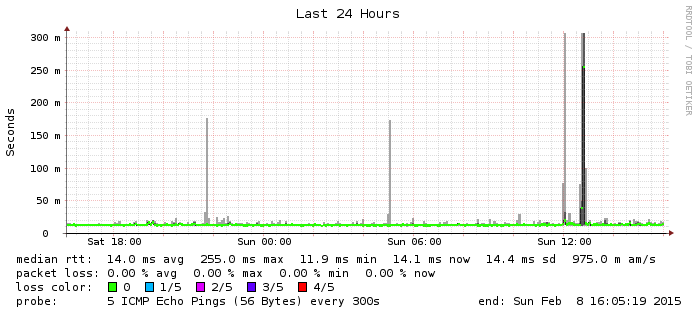 Last 24 Hours
RRDTOOL / TOBI OETIKER
Seconds
300 m
250 m
200 m
150 m
100 m
50 m
0
Sat 18:00 Sun 00:00 Sun 06:00 Sun 12:00
median rtt: 14.0 ms avg 255.0 ms max 11.9 ms min 14.1 ms now 14.4 ms sd 975.0 m am/s
packet loss: 0.00 % avg 0.00 % max 0.00 % min 0.00 % now
loss color: 0 1/5 2/5 3/5 4/5
probe: 5 ICMP Echo Pings (56 Bytes) every 300s end: Sun Feb 8 16:05:19 2015